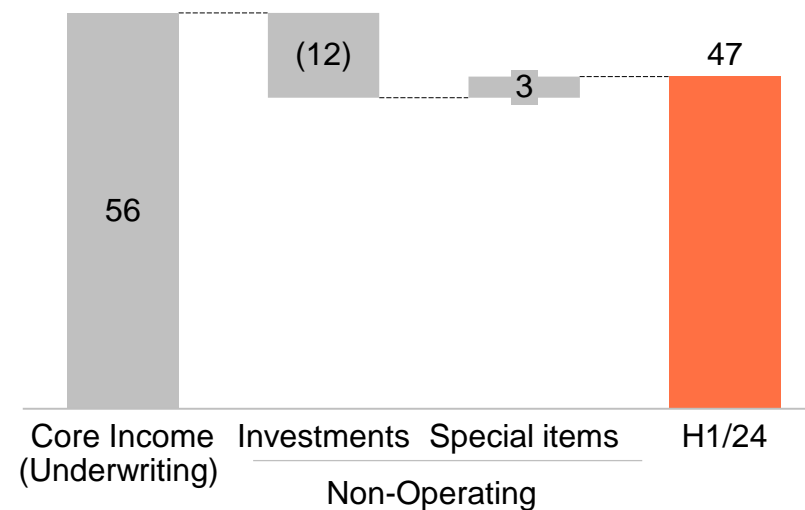 (12)
47
3
56
Core Income
(Underwriting)
Investments
Special items
H1/24
Non-Operating